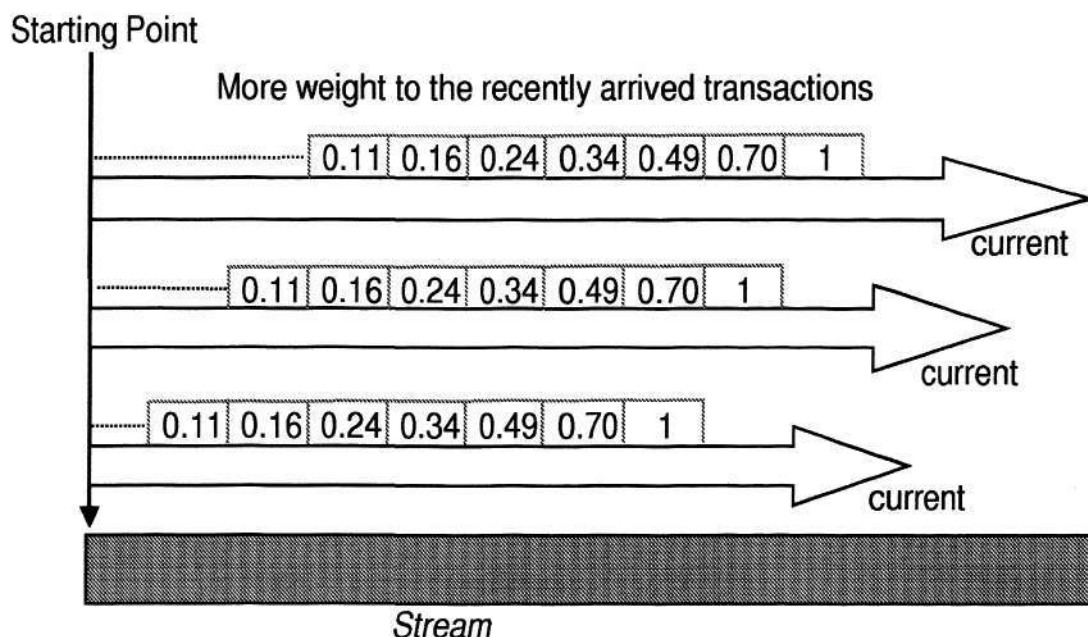 Starting Point
More weight to the recently arrived transactions
0.11 0.16 0.24 0.34 0.49 0.70 1
current
0.11 0.16 0.24 0.34 0.49 0.70 1
current
0.11 0.16 0.24 0.34 0.49 0.70 1
current
Stream